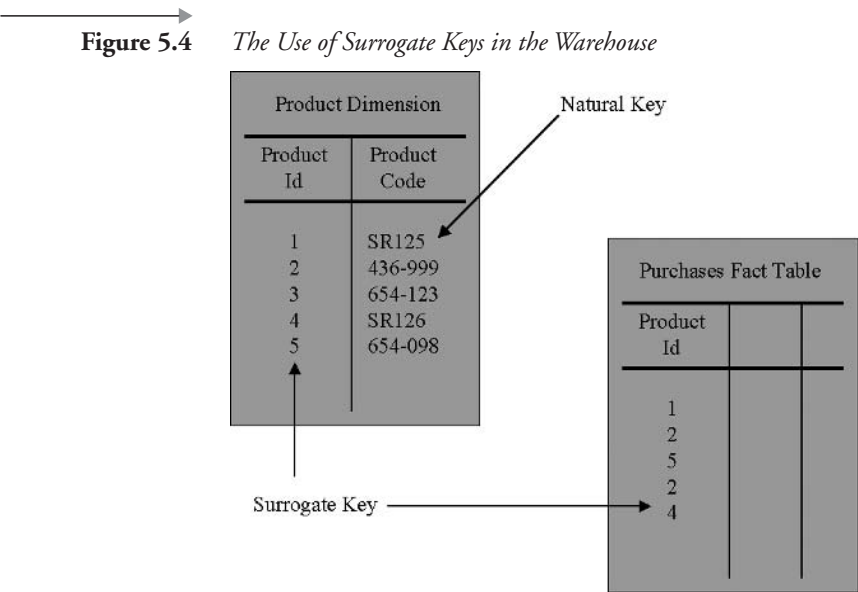 Figure 5.4 The Use of Surrogate Keys in the Warehouse
Product Dimension
Natural Key
Product Id
Product Code
1 SR125
2 436-999
3 654-123
4 SR126
5 654-098
Purchases Fact Table
Product Id
1
2
5
2
4
Surrogate Key